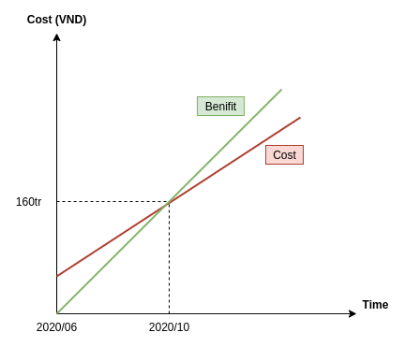 Cost (VND)
Benifit
Cost
160tr
Time
2020/06
2020/10